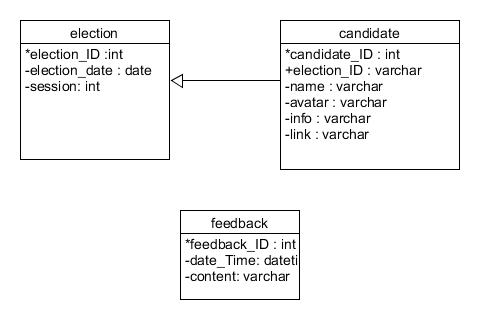 election
*election_ID :int
-election_date : date
-session: int
candidate
*candidate_ID : int
+election_ID : varchar
-name : varchar
-avatar : varchar
-info : varchar
-link : varchar
feedback
*feedback_ID : int
-date_Time: dateti
-content: varchar